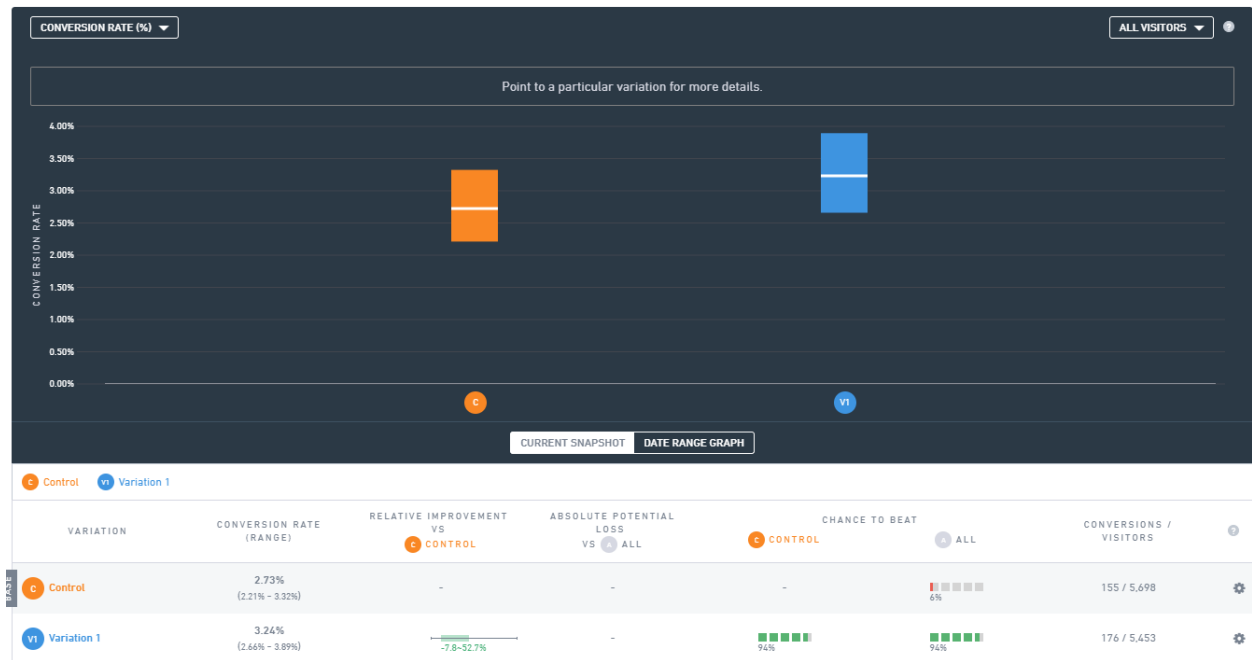 CONVERSION RATE (%)
ALL VISITORS
?
Point to a particular variation for more details.
4.00%
3.50%
3.00%
2.50%
2.00%
1.50%
1.00%
0.50%
0.00%
CONVERSION RATE
C
V1
CURRENT SNAPSHOT DATE RANGE GRAPH
C Control V1 Variation 1
VARIATION
CONVERSION RATE
(RANGE)
RELATIVE IMPROVEMENT
VS
C CONTROL
ABSOLUTE POTENTIAL
LOSS
VS A ALL
CHANCE TO BEAT
C CONTROL
A ALL
CONVERSIONS /
VISITORS
?
BASE
C Control
2.73%
(2.21% - 3.32%)
-
-
-
6%
155 / 5,698
V1 Variation 1
3.24%
(2.66% - 3.89%)
-7.8~52.7%
-
94%
94%
176 / 5,453